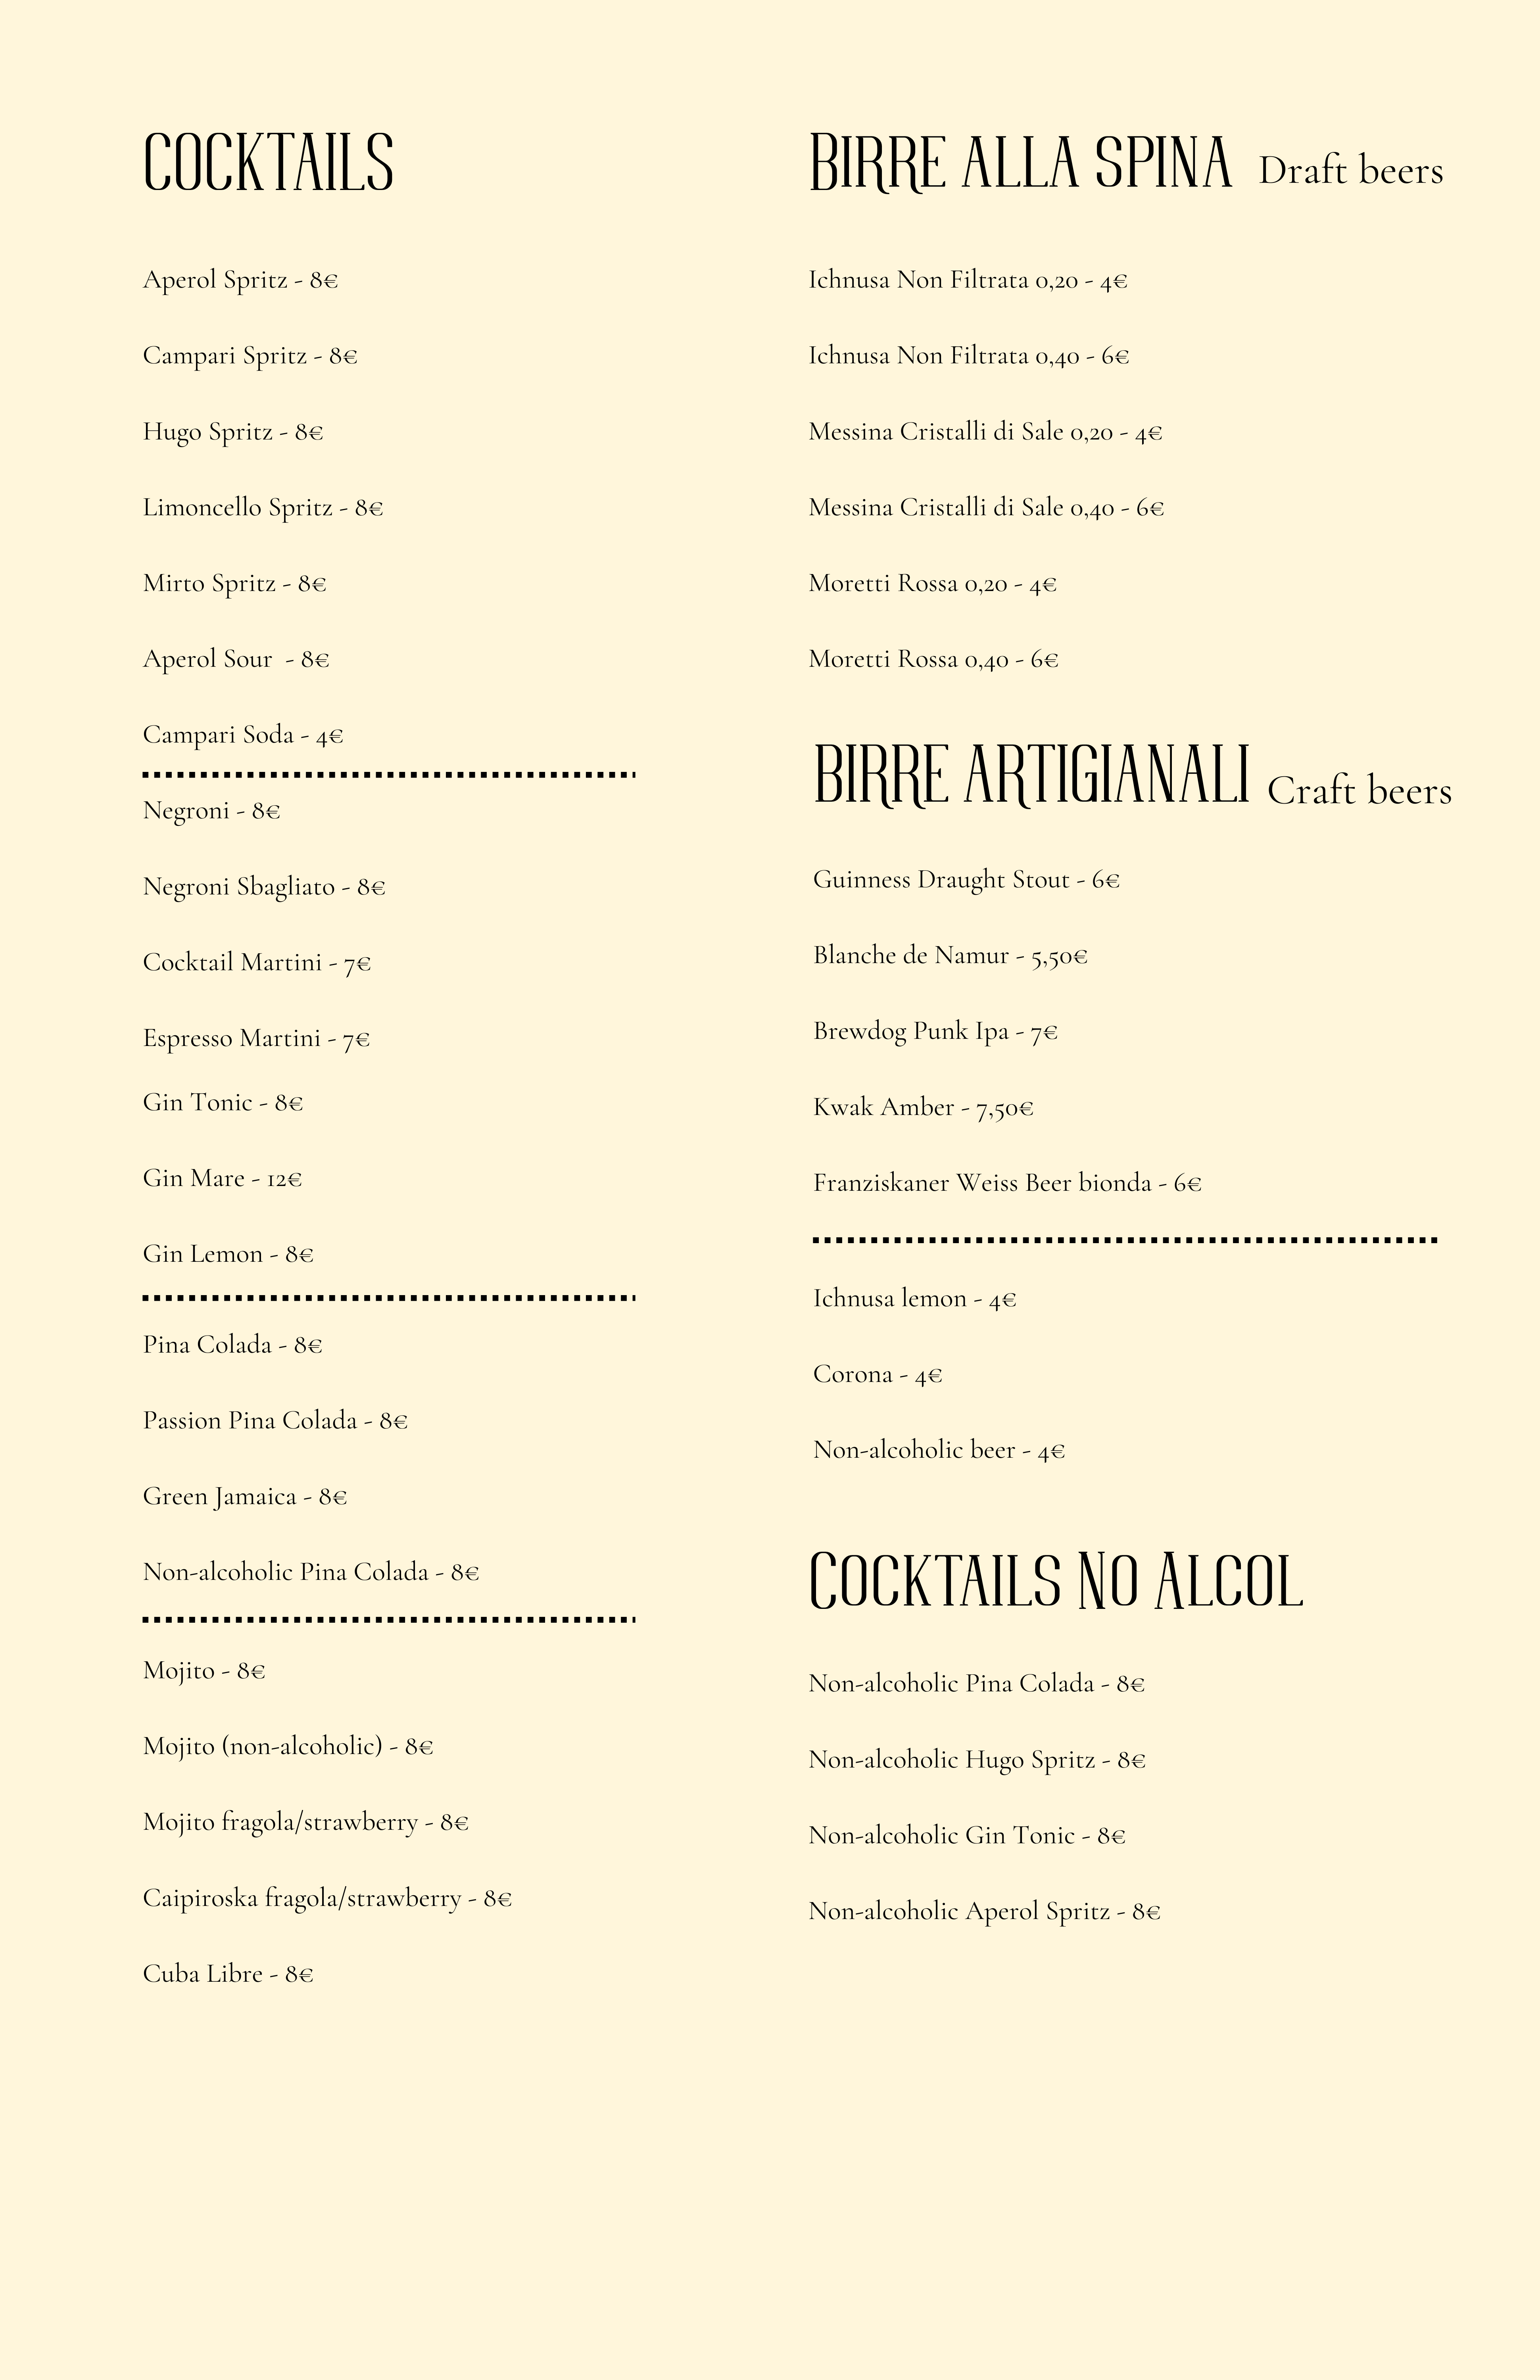 COCKTAILS
Aperol Spritz - 8€
Campari Spritz - 8€
Hugo Spritz - 8€
Limoncello Spritz - 8€
Mirto Spritz - 8€
Aperol Sour - 8€
Campari Soda - 4€
Negroni - 8€
Negroni Sbagliato - 8€
Cocktail Martini - 7€
Espresso Martini - 7€
Gin Tonic - 8€
Gin Mare - 12€
Gin Lemon - 8€
Pina Colada - 8€
Passion Pina Colada - 8€
Green Jamaica - 8€
Non-alcoholic Pina Colada - 8€
Mojito - 8€
Mojito (non-alcoholic) - 8€
Mojito fragola/strawberry - 8€
Caipiroska fragola/strawberry - 8€
Cuba Libre - 8€
BIRRE ALLA SPINA Draft beers
Ichnusa Non Filtrata 0,20 - 4€
Ichnusa Non Filtrata 0,40 - 6€
Messina Cristalli di Sale 0,20 - 4€
Messina Cristalli di Sale 0,40 - 6€
Moretti Rossa 0,20 - 4€
Moretti Rossa 0,40 - 6€
BIRRE ARTIGIANALI Craft beers
Guinness Draught Stout - 6€
Blanche de Namur - 5,50€
Brewdog Punk Ipa - 7€
Kwak Amber - 7,50€
Franziskaner Weiss Beer bionda - 6€
Ichnusa lemon - 4€
Corona - 4€
Non-alcoholic beer - 4€
COCKTAILS NO ALCOL
Non-alcoholic Pina Colada - 8€
Non-alcoholic Hugo Spritz - 8€
Non-alcoholic Gin Tonic - 8€
Non-alcoholic Aperol Spritz - 8€